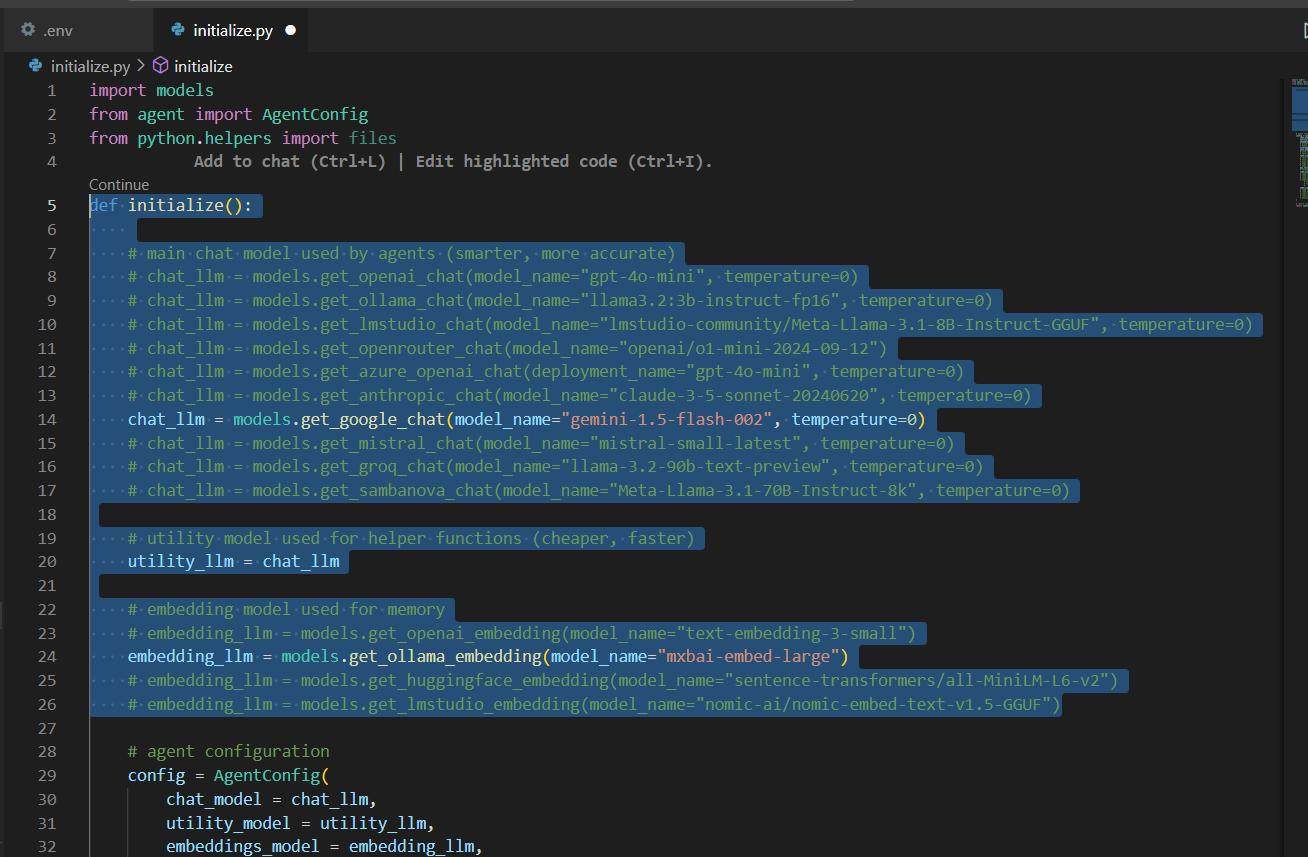 .env
initialize.py
initialize.py > initialize
1 import models
2 from agent import AgentConfig
3 from python.helpers import files
4 Add to chat (Ctrl+L) | Edit highlighted code (Ctrl+I).
Continue
5 def initialize():
6
7 # main chat model used by agents (smarter, more accurate)
8 # chat_llm = models.get_openai_chat(model_name="gpt-4o-mini", temperature=0)
9 # chat_llm = models.get_ollama_chat(model_name="llama3.2:3b-instruct-fp16", temperature=0)
10 # chat_llm = models.get_lmstudio_chat(model_name="lmstudio-community/Meta-Llama-3.1-8B-Instruct-GGUF", temperature=0)
11 # chat_llm = models.get_openrouter_chat(model_name="openai/o1-mini-2024-09-12")
12 # chat_llm = models.get_azure_openai_chat(deployment_name="gpt-4o-mini", temperature=0)
13 # chat_llm = models.get_anthropic_chat(model_name="claude-3-5-sonnet-20240620", temperature=0)
14 chat_llm = models.get_google_chat(model_name="gemini-1.5-flash-002", temperature=0)
15 # chat_llm = models.get_mistral_chat(model_name="mistral-small-latest", temperature=0)
16 # chat_llm = models.get_groq_chat(model_name="llama-3.2-90b-text-preview", temperature=0)
17 # chat_llm = models.get_sambanova_chat(model_name="Meta-Llama-3.1-70B-Instruct-8k", temperature=0)
18
19 # utility model used for helper functions (cheaper, faster)
20 utility_llm = chat_llm
21
22 # embedding model used for memory
23 # embedding_llm = models.get_openai_embedding(model_name="text-embedding-3-small")
24 embedding_llm = models.get_ollama_embedding(model_name="mxbai-embed-large")
25 # embedding_llm = models.get_huggingface_embedding(model_name="sentence-transformers/all-MiniLM-L6-v2")
26 # embedding_llm = models.get_lmstudio_embedding(model_name="nomic-ai/nomic-embed-text-v1.5-GGUF")
27
28 # agent configuration
29 config = AgentConfig(
30 chat_model = chat_llm,
31 utility_model = utility_llm,
32 embeddings_model = embedding_llm,